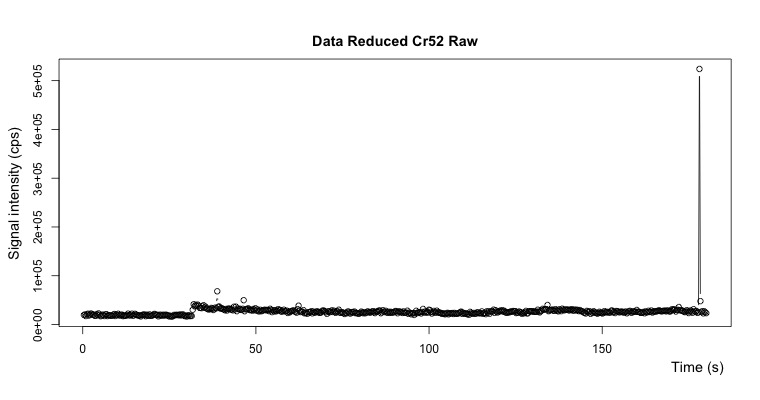 Data Reduced Cr52 Raw
Signal intensity (cps)
5e+05
4e+05
3e+05
2e+05
1e+05
0e+00
0 50 100 150
Time (s)